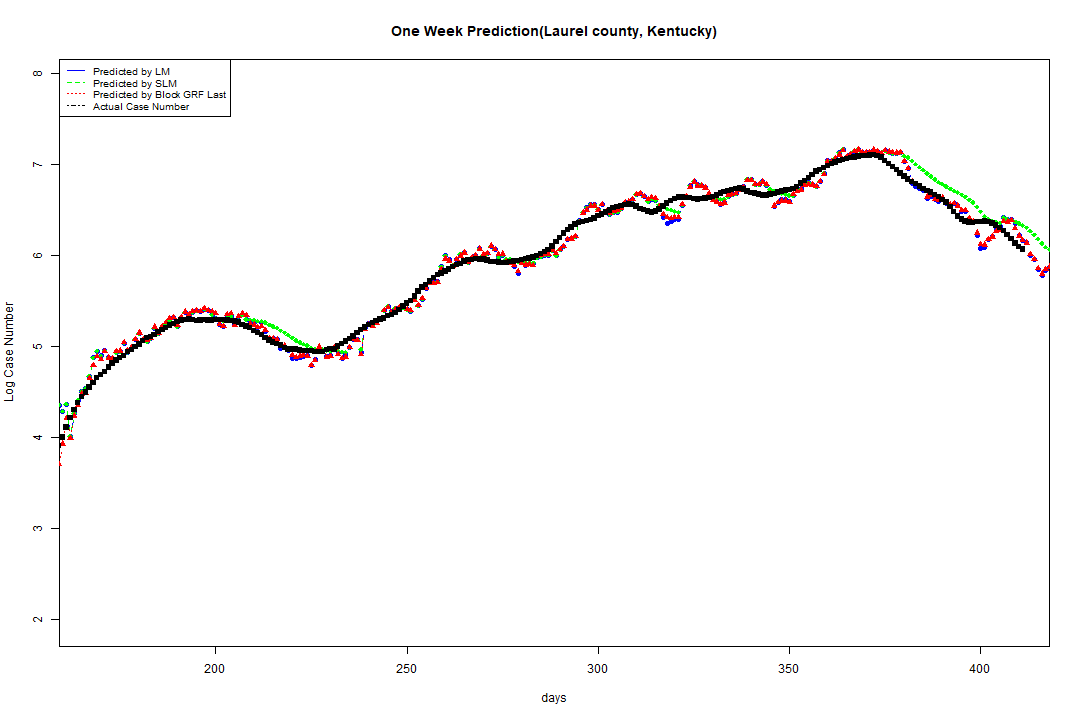 One Week Prediction(Laurel county, Kentucky)
Predicted by LM
Predicted by SLM
Predicted by Block GRF Last
Actual Case Number
8
7
6
5
4
3
2
Log Case Number
200 250 300 350 400
days